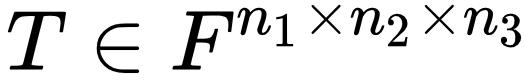 T ∈ F^{n_1 × n_2 × n_3}